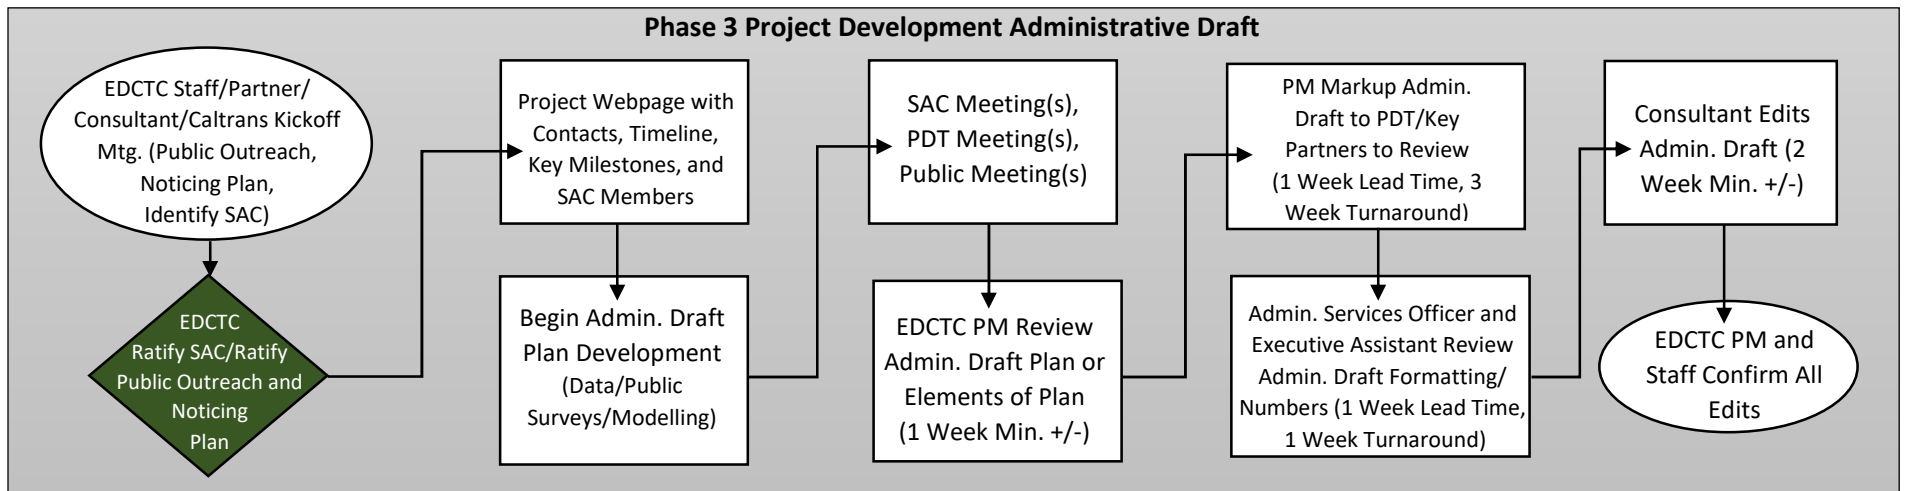 Phase 3 Project Development Administrative Draft
EDCTC Staff/Partner/
Consultant/Caltrans Kickoff
Mtg. (Public Outreach,
Noticing Plan,
Identify SAC)
EDCTC
Ratify SAC/Ratify
Public Outreach and
Noticing
Plan
Project Webpage with
Contacts, Timeline,
Key Milestones, and
SAC Members
Begin Admin. Draft
Plan Development
(Data/Public
Surveys/Modelling)
SAC Meeting(s),
PDT Meeting(s),
Public Meeting(s)
EDCTC PM Review
Admin. Draft Plan or
Elements of Plan
(1 Week Min. +/-)
PM Markup Admin.
Draft to PDT/Key
Partners to Review
(1 Week Lead Time, 3
Week Turnaround)
Admin. Services Officer and
Executive Assistant Review
Admin. Draft Formatting/
Numbers (1 Week Lead Time,
1 Week Turnaround)
Consultant Edits
Admin. Draft (2
Week Min. +/-)
EDCTC PM and
Staff Confirm All
Edits